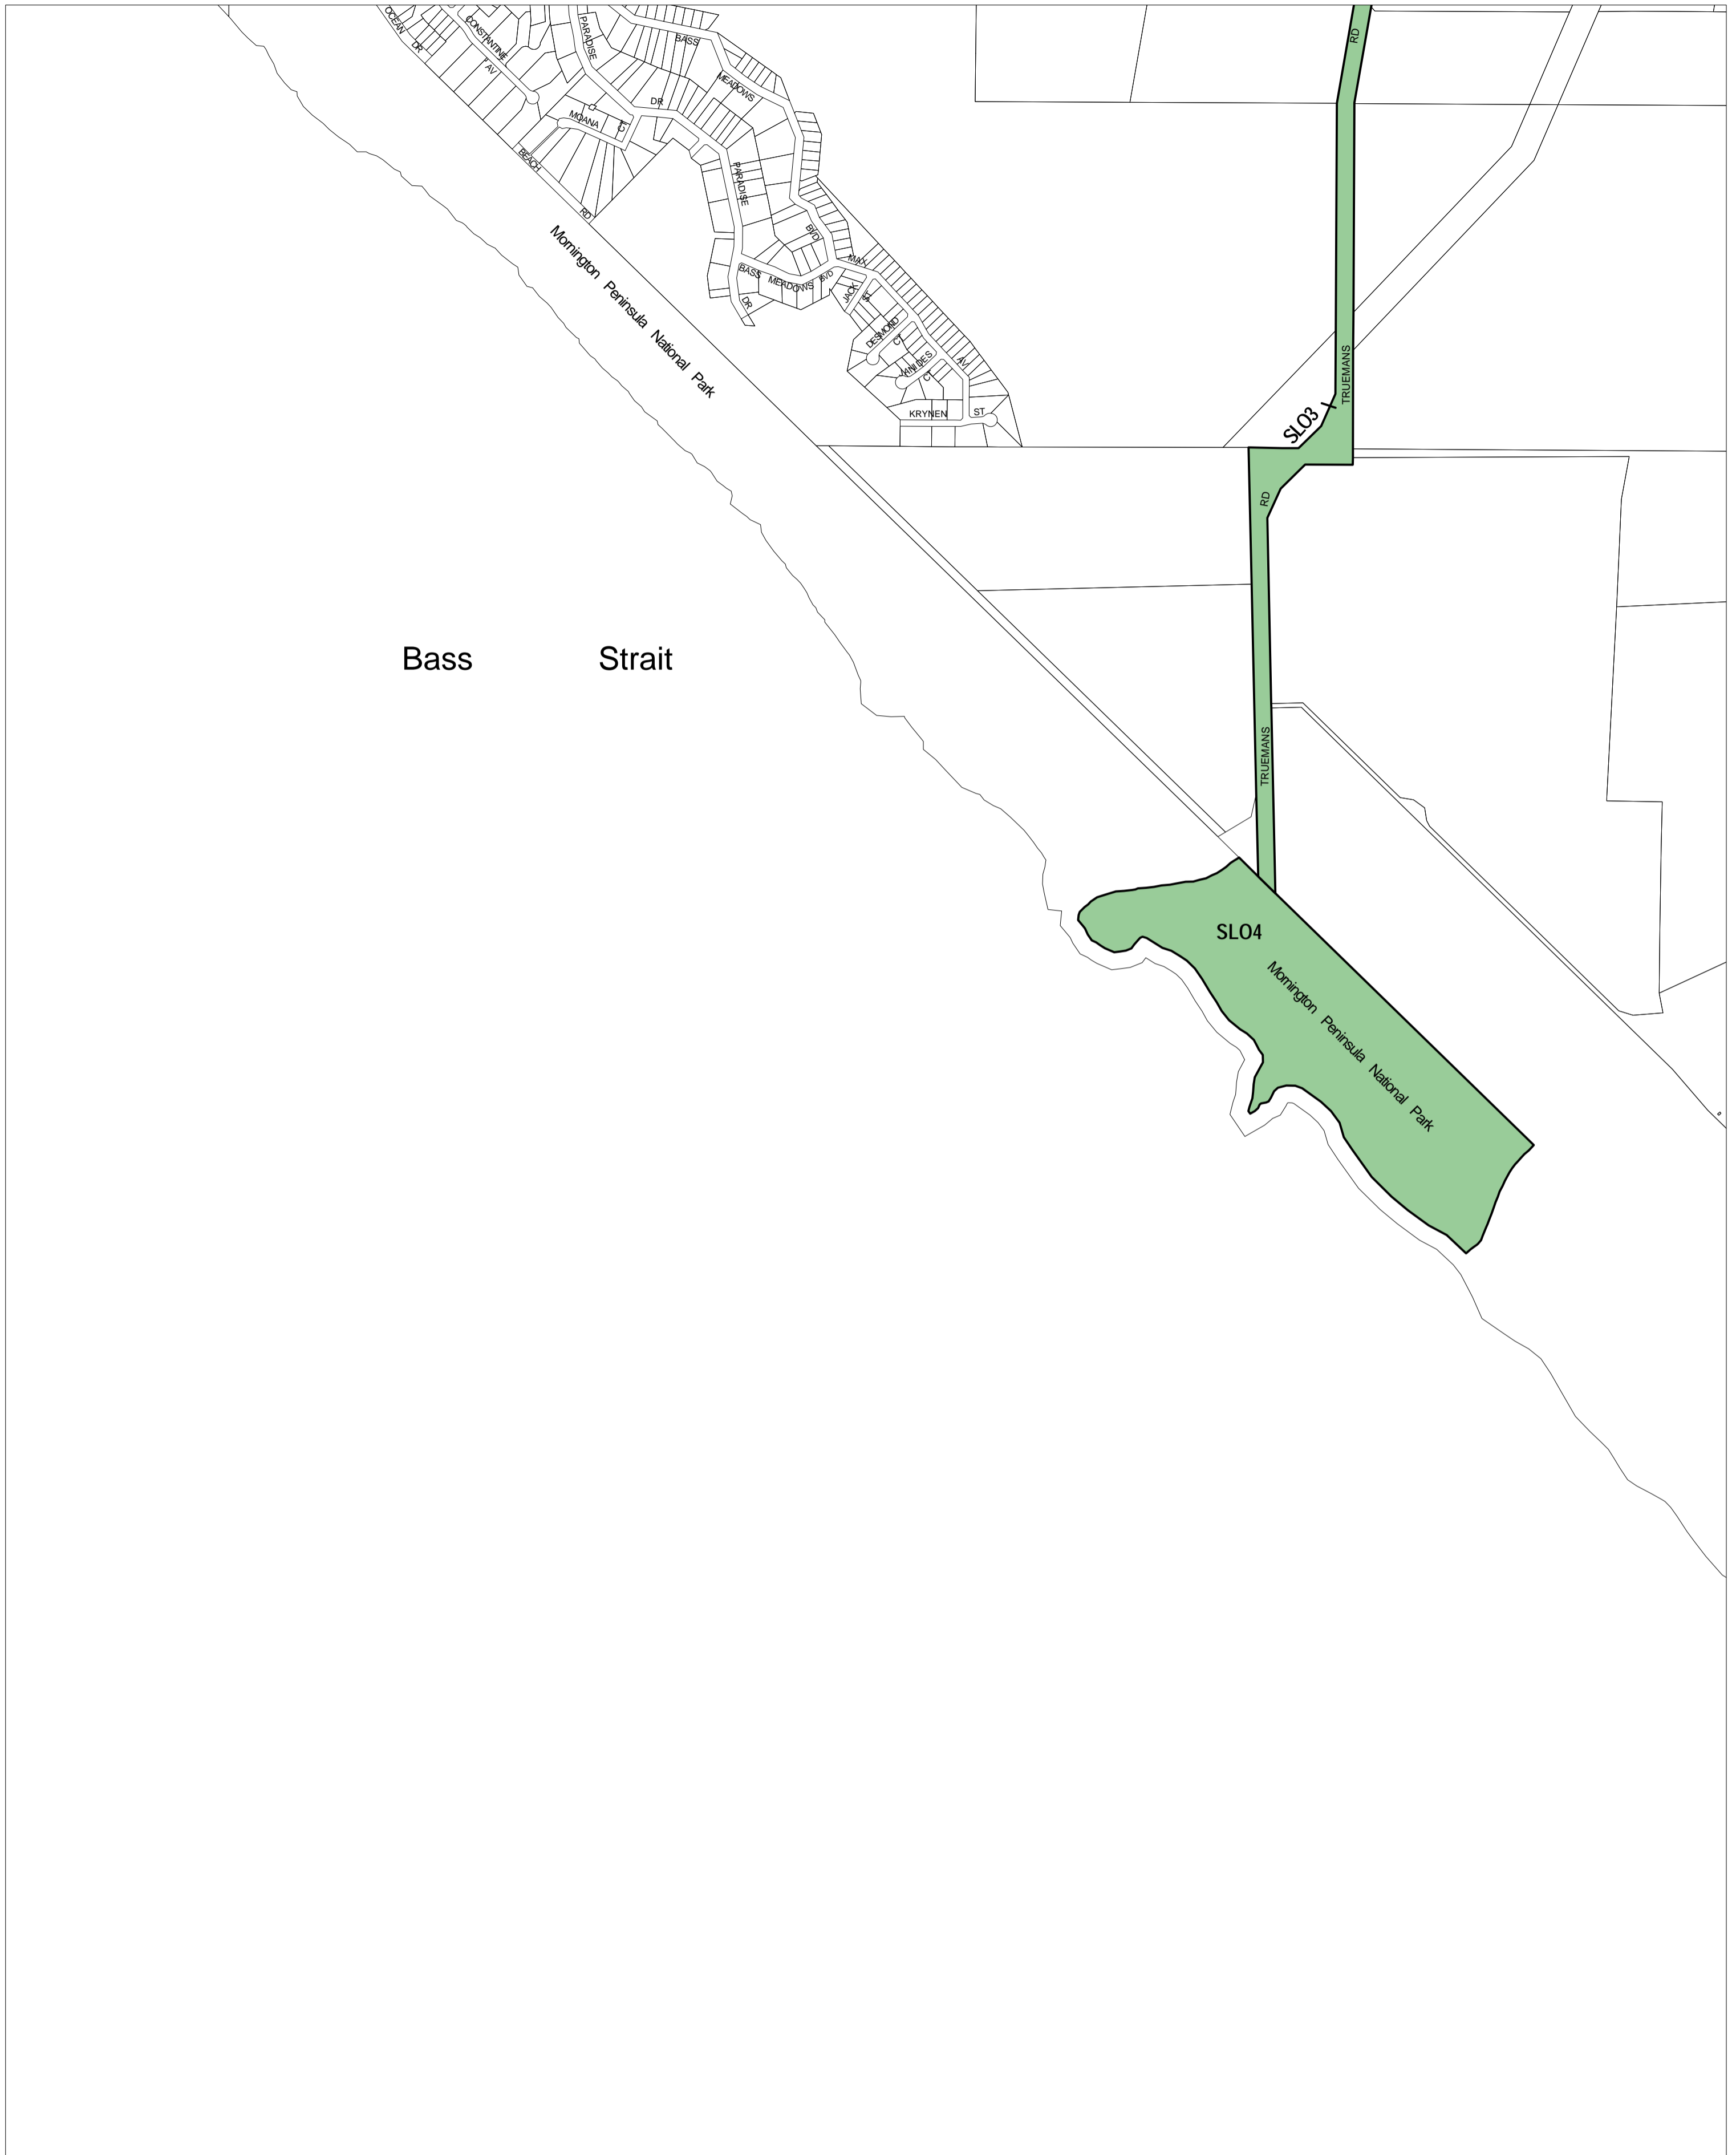 OCEAN
DR
CONSTANTINE
AV
PARADISE
BASS
MEADOWS
DR
MOANA
CT
BEACH
RD
PARADISE
BVD
Mornington Peninsula National Park
BASS MEADOWS BVD
DR
MAX
JACK
ST
DESMOND
CT
CT
AV
KRYNEN ST
RD
TRUEMANS
SLO3
RD
Bass Strait
TRUEMANS
SLO4
Mornington Peninsula National Park